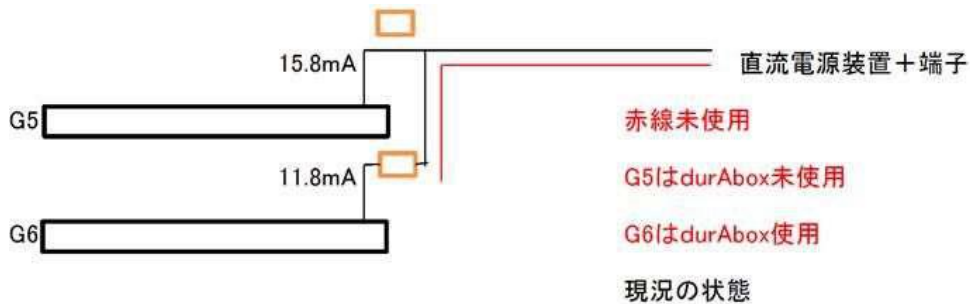 15.8mA
直流電源装置＋端子
G5
赤線未使用
11.8mA
G5はdurAbox未使用
G6
G6はdurAbox使用
現況の状態